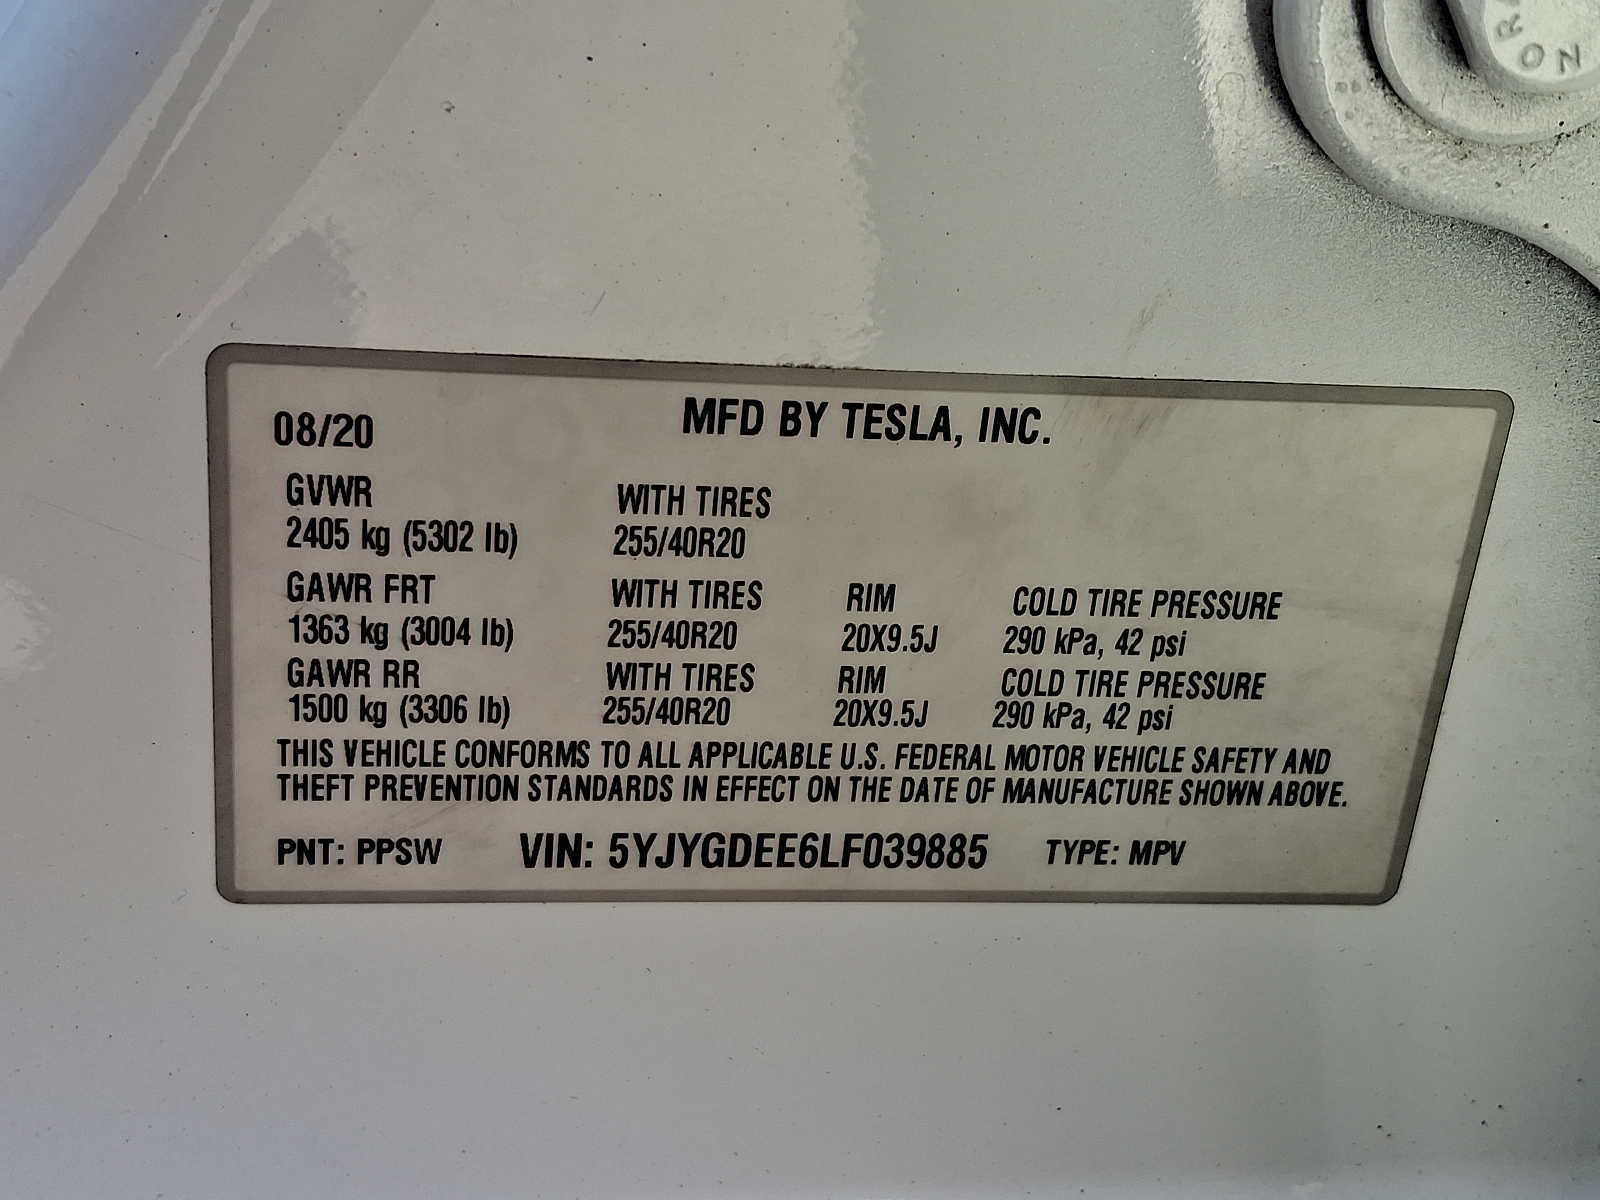 08/20 MFD BY TESLA, INC.
GVWR WITH TIRES
2405 kg (5302 lb) 255/40R20
GAWR FRT WITH TIRES RIM COLD TIRE PRESSURE
1363 kg (3004 lb) 255/40R20 20X9.5J 290 kPa, 42 psi
GAWR RR WITH TIRES RIM COLD TIRE PRESSURE
1500 kg (3306 lb) 255/40R20 20X9.5J 290 kPa, 42 psi
THIS VEHICLE CONFORMS TO ALL APPLICABLE U.S. FEDERAL MOTOR VEHICLE SAFETY AND
THEFT PREVENTION STANDARDS IN EFFECT ON THE DATE OF MANUFACTURE SHOWN ABOVE.
PNT: PPSW VIN: 5YJYGDEE6LF039885 TYPE: MPV